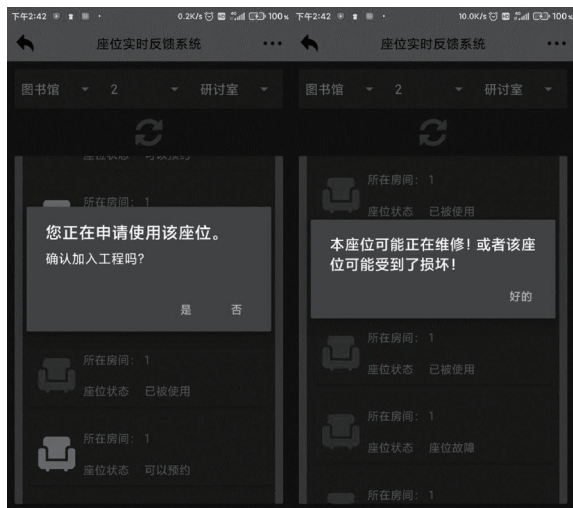 下午2:42
0.2K/s
100%
座位实时反馈系统
图书馆
2
研讨室
座位状态 可以预约
所在房间: 1
您正在申请使用该座位。
确认加入工程吗?
是 否
所在房间: 1
座位状态 已被使用
所在房间: 1
座位状态 可以预约
下午2:42
10.0K/s
100%
座位实时反馈系统
图书馆
2
研讨室
所在房间: 1
座位状态 已被使用
本座位可能正在维修! 或者该座
位可能受到了损坏!
好的
所在房间: 1
座位状态 已被使用
所在房间: 1
座位状态 座位故障
所在房间: 1